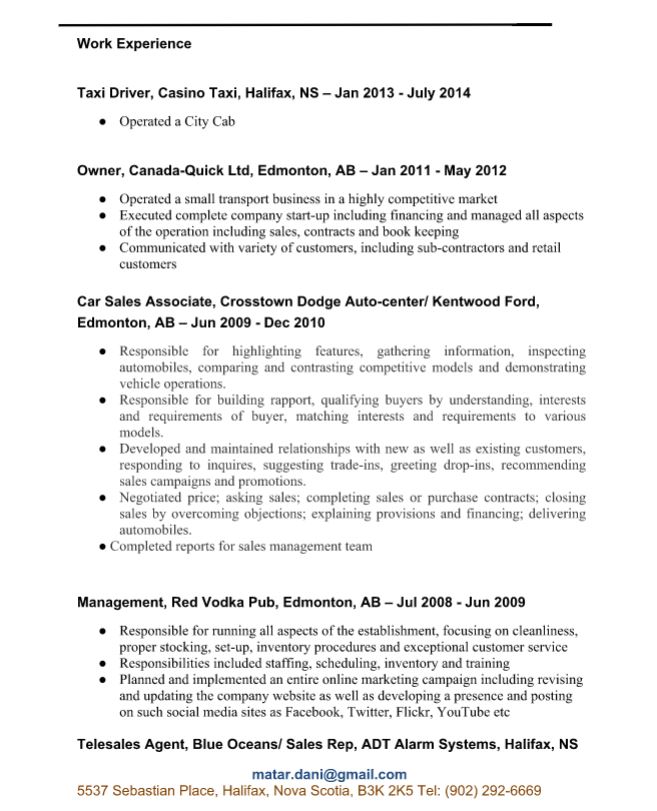 Work Experience
Taxi Driver, Casino Taxi, Halifax, NS – Jan 2013 - July 2014
● Operated a City Cab
Owner, Canada-Quick Ltd, Edmonton, AB – Jan 2011 - May 2012
● Operated a small transport business in a highly competitive market
● Executed complete company start-up including financing and managed all aspects
of the operation including sales, contracts and book keeping
● Communicated with variety of customers, including sub-contractors and retail
customers
Car Sales Associate, Crosstown Dodge Auto-center/ Kentwood Ford,
Edmonton, AB – Jun 2009 - Dec 2010
● Responsible for highlighting features, gathering information, inspecting
automobiles, comparing and contrasting competitive models and demonstrating
vehicle operations.
● Responsible for building rapport, qualifying buyers by understanding, interests
and requirements of buyer, matching interests and requirements to various
models.
● Developed and maintained relationships with new as well as existing customers,
responding to inquires, suggesting trade-ins, greeting drop-ins, recommending
sales campaigns and promotions.
● Negotiated price; asking sales; completing sales or purchase contracts; closing
sales by overcoming objections; explaining provisions and financing; delivering
automobiles.
● Completed reports for sales management team
Management, Red Vodka Pub, Edmonton, AB – Jul 2008 - Jun 2009
● Responsible for running all aspects of the establishment, focusing on cleanliness,
proper stocking, set-up, inventory procedures and exceptional customer service
● Responsibilities included staffing, scheduling, inventory and training
● Planned and implemented an entire online marketing campaign including revising
and updating the company website as well as developing a presence and posting
on such social media sites as Facebook, Twitter, Flickr, YouTube etc
Telesales Agent, Blue Oceans/ Sales Rep, ADT Alarm Systems, Halifax, NS
matar.dani@gmail.com
5537 Sebastian Place, Halifax, Nova Scotia, B3K 2K5 Tel: (902) 292-6669